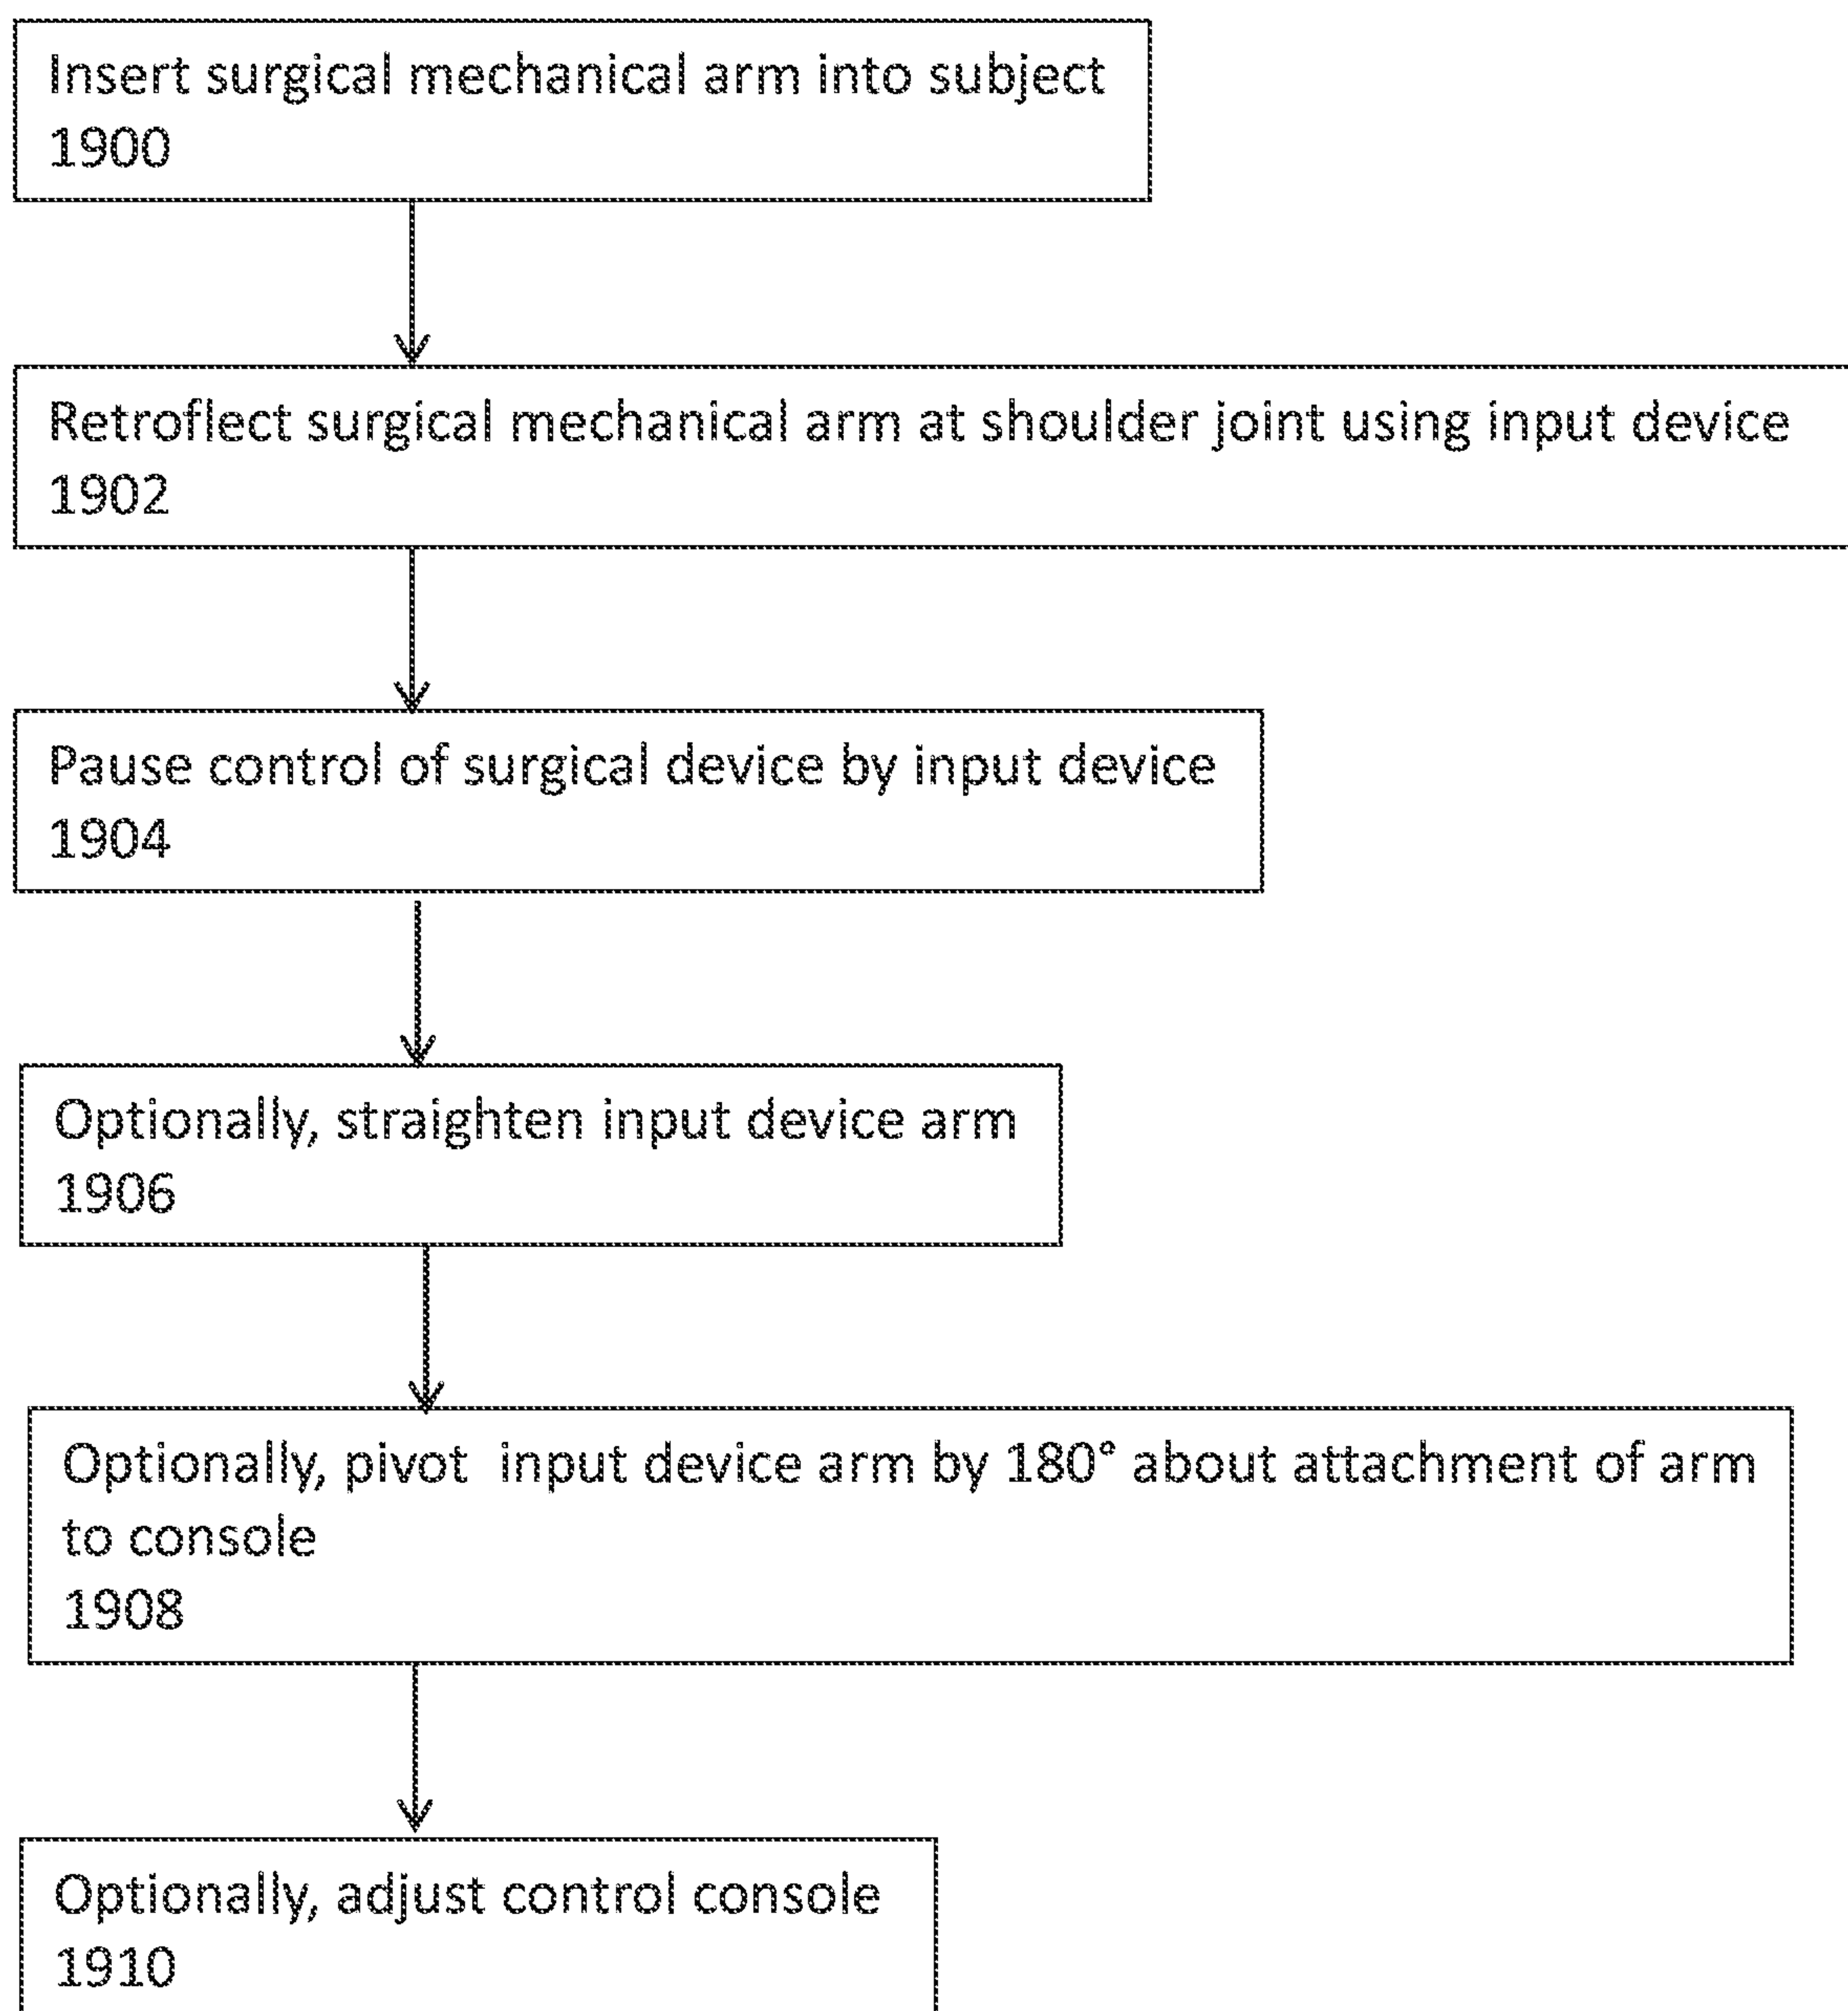 Insert surgical mechanical arm into subject
1900
Retroflect surgical mechanical arm at shoulder joint using input device
1902
Pause control of surgical device by input device
1904
Optionally, straighten input device arm
1906
Optionally, pivot input device arm by 180° about attachment of arm
to console
1908
Optionally, adjust control console
1910